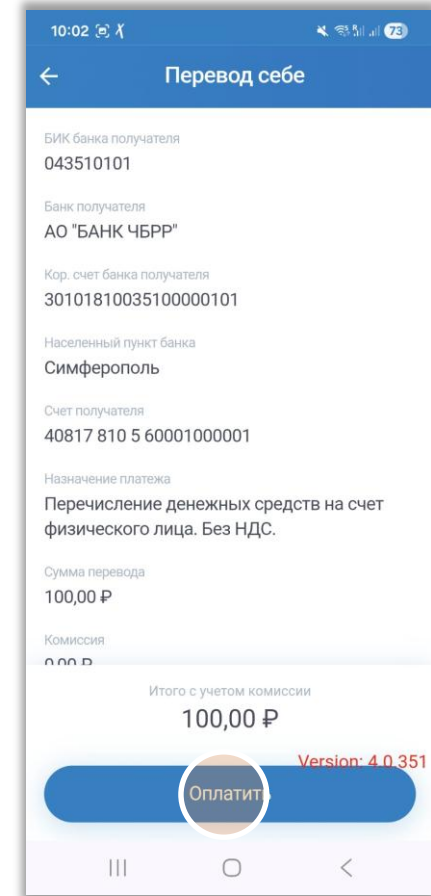 10:02
73
Перевод себе
БИК банка получателя
043510101
Банк получателя
АО "БАНК ЧБРР"
Кор. счет банка получателя
30101810035100000101
Населенный пункт банка
Симферополь
Счет получателя
40817 810 5 60001000001
Назначение платежа
Перечисление денежных средств на счет
физического лица. Без НДС.
Сумма перевода
100,00 ₽
Комиссия
0,00 ₽
Итого с учетом комиссии
100,00 ₽
Version: 4.0.351
Оплатить